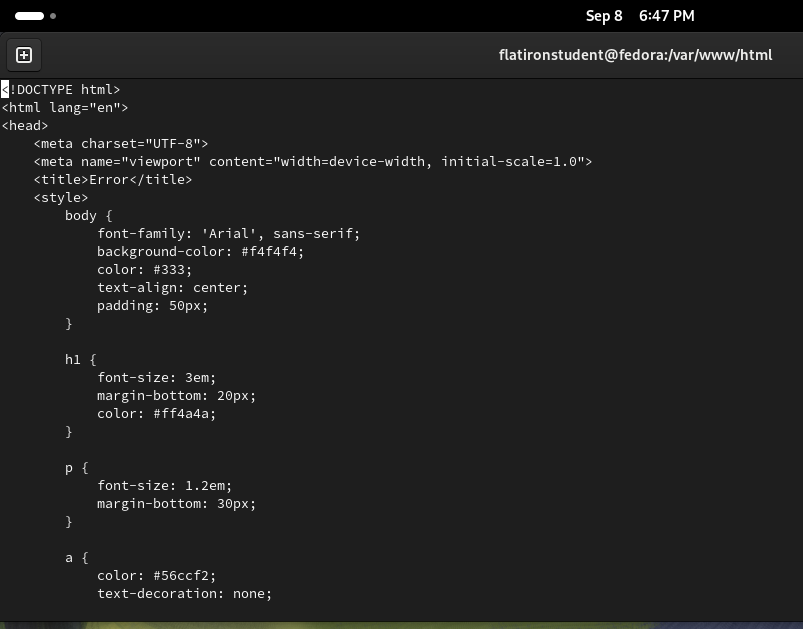 Sep 8 6:47 PM
flatironstudent@fedora:/var/www/html
<!DOCTYPE html>
<html lang="en">
<head>
    <meta charset="UTF-8">
    <meta name="viewport" content="width=device-width, initial-scale=1.0">
    <title>Error</title>
    <style>
        body {
            font-family: 'Arial', sans-serif;
            background-color: #f4f4f4;
            color: #333;
            text-align: center;
            padding: 50px;
        }

        h1 {
            font-size: 3em;
            margin-bottom: 20px;
            color: #ff4a4a;
        }

        p {
            font-size: 1.2em;
            margin-bottom: 30px;
        }

        a {
            color: #56ccf2;
            text-decoration: none;